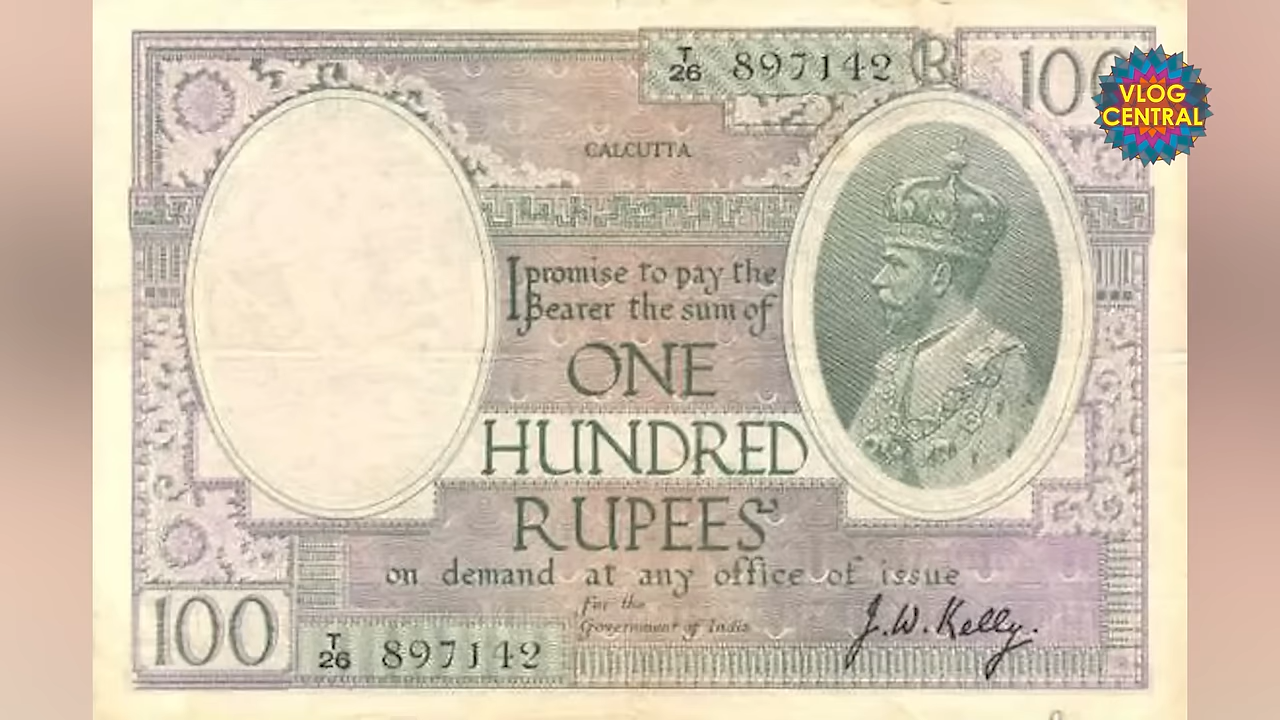 T/26 897142 R 100
VLOG
CENTRAL
CALCUTTA
I promise to pay the
Bearer the sum of
ONE
HUNDRED
RUPEES
on demand at any office of issue
For the
Government of India
J. W. Kelly.
100
T/26 897142